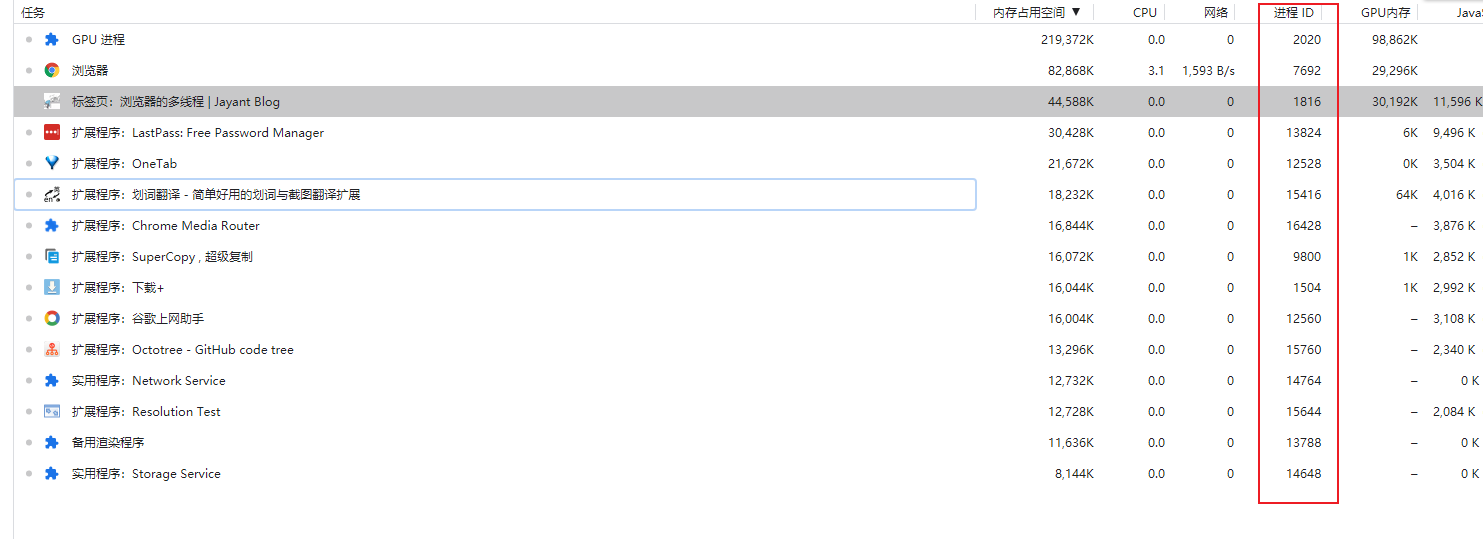 任务 内存占用空间 ▼ CPU 网络 进程 ID GPU内存
GPU 进程 219,372K 0.0 0 2020 98,862K
浏览器 82,868K 3.1 1,593 B/s 7692 29,296K
标签页：浏览器的多线程 | Jayant Blog 44,588K 0.0 0 1816 30,192K 11,596 K
扩展程序：LastPass: Free Password Manager 30,428K 0.0 0 13824 6K 9,496 K
扩展程序：OneTab 21,672K 0.0 0 12528 0K 3,504 K
扩展程序：划词翻译 - 简单好用的划词与截图翻译扩展 18,232K 0.0 0 15416 64K 4,016 K
扩展程序：Chrome Media Router 16,844K 0.0 0 16428 – 3,876 K
扩展程序：SuperCopy , 超级复制 16,072K 0.0 0 9800 1K 2,852 K
扩展程序：下载+ 16,044K 0.0 0 1504 1K 2,992 K
扩展程序：谷歌上网助手 16,004K 0.0 0 12560 – 3,108 K
扩展程序：Octotree - GitHub code tree 13,296K 0.0 0 15760 – 2,340 K
实用程序：Network Service 12,732K 0.0 0 14764 – 0 K
扩展程序：Resolution Test 12,728K 0.0 0 15644 – 2,084 K
备用渲染程序 11,636K 0.0 0 13788 – 0 K
实用程序：Storage Service 8,144K 0.0 0 14648 – 0 K